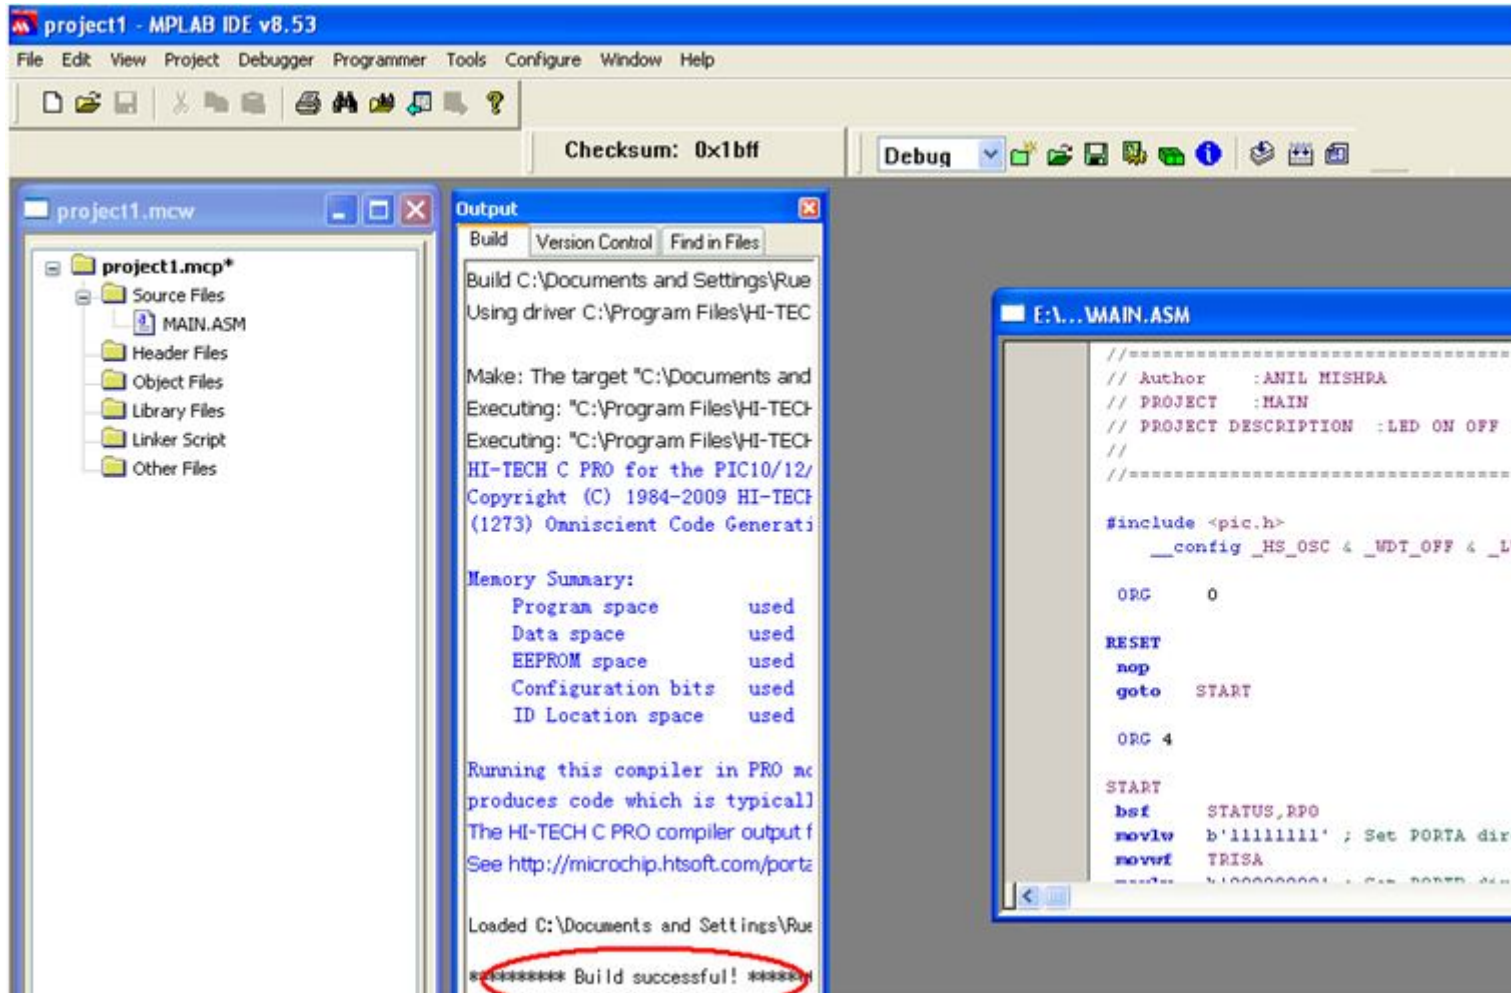 project1 - MPLAB IDE v8.53
File Edit View Project Debugger Programmer Tools Configure Window Help
Checksum: 0x1bff
Debug
project1.mcw
project1.mcp*
Source Files
MAIN.ASM
Header Files
Object Files
Library Files
Linker Script
Other Files
Output
Build Version Control Find in Files
Build C:\Documents and Settings\Rue
Using driver C:\Program Files\HI-TEC
Make: The target "C:\Documents and
Executing: "C:\Program Files\HI-TECH
Executing: "C:\Program Files\HI-TECH
HI-TECH C PRO for the PIC10/12/
Copyright (C) 1984-2009 HI-TECH
(1273) Omniscient Code Generati
Memory Summary:
Program space used
Data space used
EEPROM space used
Configuration bits used
ID Location space used
Running this compiler in PRO mo
produces code which is typicall
The HI-TECH C PRO compiler output f
See http://microchip.htsoft.com/porta
Loaded C:\Documents and Settings\Rue
********** Build successful! *******
E:\...\MAIN.ASM
//==================================
// Author :ANIL MISHRA
// PROJECT :MAIN
// PROJECT DESCRIPTION :LED ON OFF
//
//==================================
#include <pic.h>
__config _HS_OSC & _WDT_OFF & _L
ORG 0
RESET
nop
goto START
ORG 4
START
bsf STATUS,RP0
movlw b'11111111' ; Set PORTA dir
movwf TRISA
movlw b'00000000' ; Set PORTB dir